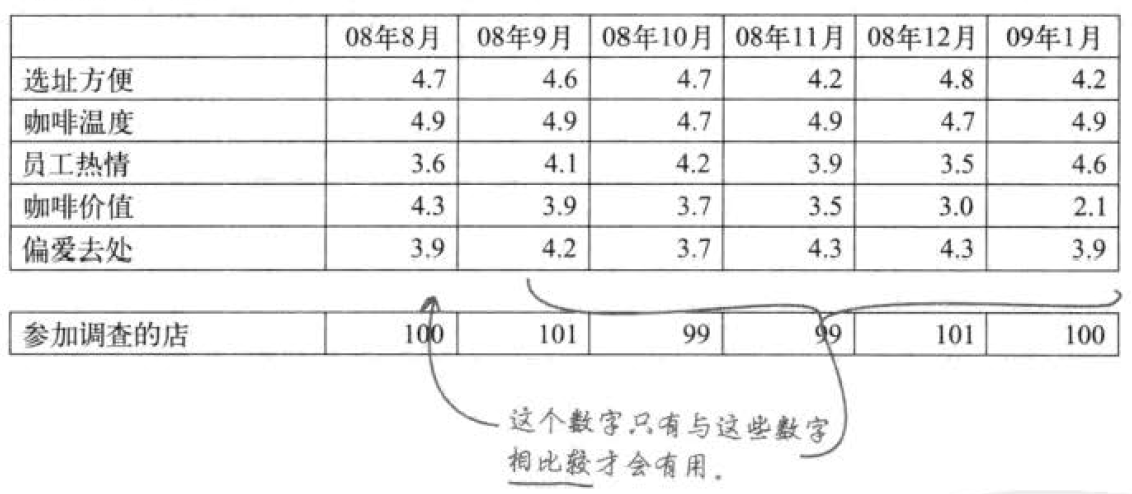 08年8月 08年9月 08年10月 08年11月 08年12月 09年1月
选址方便 4.7 4.6 4.7 4.2 4.8 4.2
咖啡温度 4.9 4.9 4.7 4.9 4.7 4.9
员工热情 3.6 4.1 4.2 3.9 3.5 4.6
咖啡价值 4.3 3.9 3.7 3.5 3.0 2.1
偏爱去处 3.9 4.2 3.7 4.3 4.3 3.9
参加调查的店 100 101 99 99 101 100
这个数字只有与这些数字
相比较才会有用.